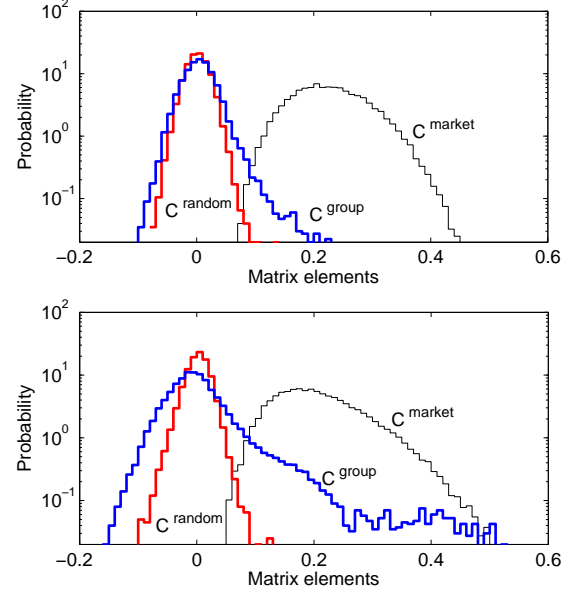 10^2
10^1
Probability
10^0
C^market
10^-1
C^random
C^group
−0.2 0 0.2 0.4 0.6
Matrix elements
10^2
10^1
Probability
10^0
C^market
C^group
10^-1
C^random
−0.2 0 0.2 0.4 0.6
Matrix elements